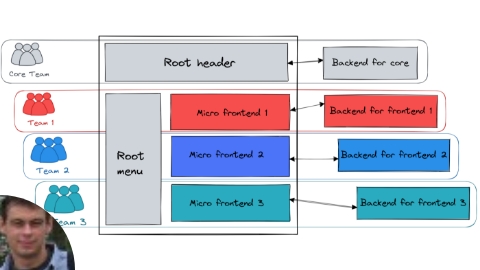 Root header
Backend for core
Core Team
Micro frontend 1
Backend for frontend 1
Team 1
Root
menu
Micro frontend 2
Backend for frontend 2
Team 2
Micro frontend 3
Backend for frontend 3
Team 3